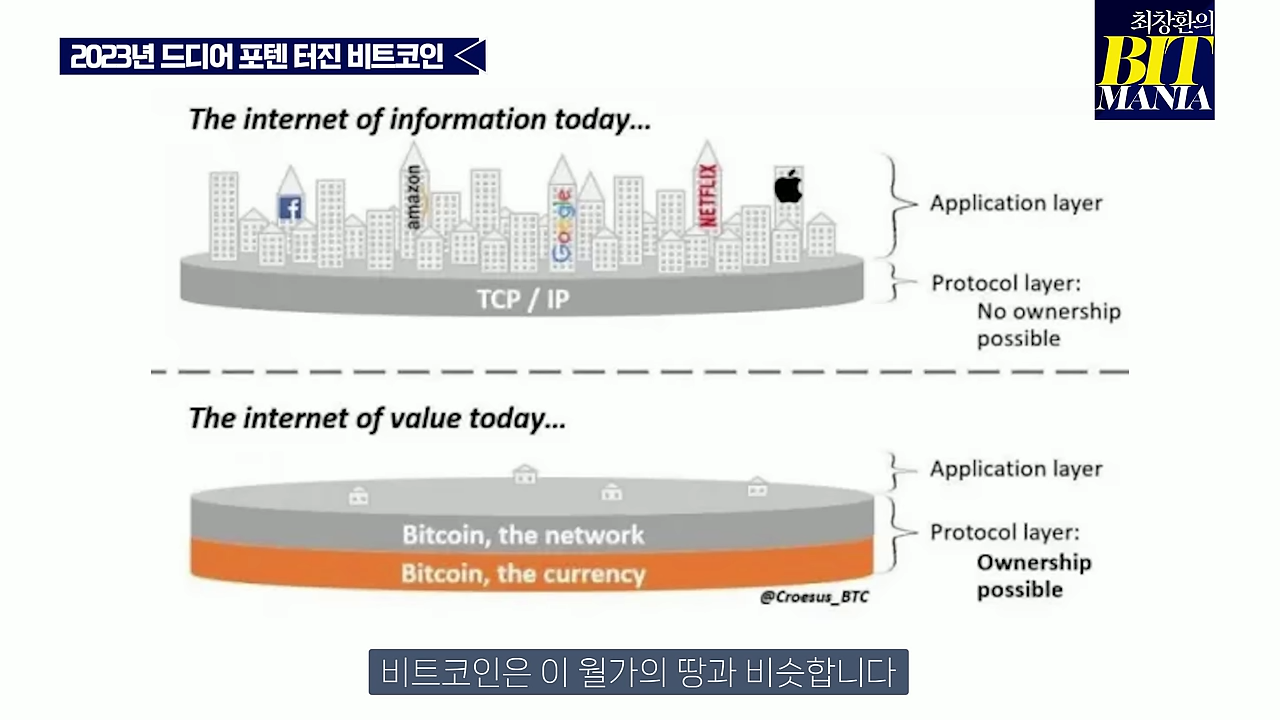 2023년 드디어 포텐 터진 비트코인
최창환의
BIT
MANIA
The internet of information today...
amazon
Google
NETFLIX
Application layer
TCP / IP
Protocol layer:
No ownership
possible
The internet of value today...
Application layer
Bitcoin, the network
Bitcoin, the currency
Protocol layer:
Ownership
possible
@Croesus_BTC
비트코인은 이 월가의 땅과 비슷합니다